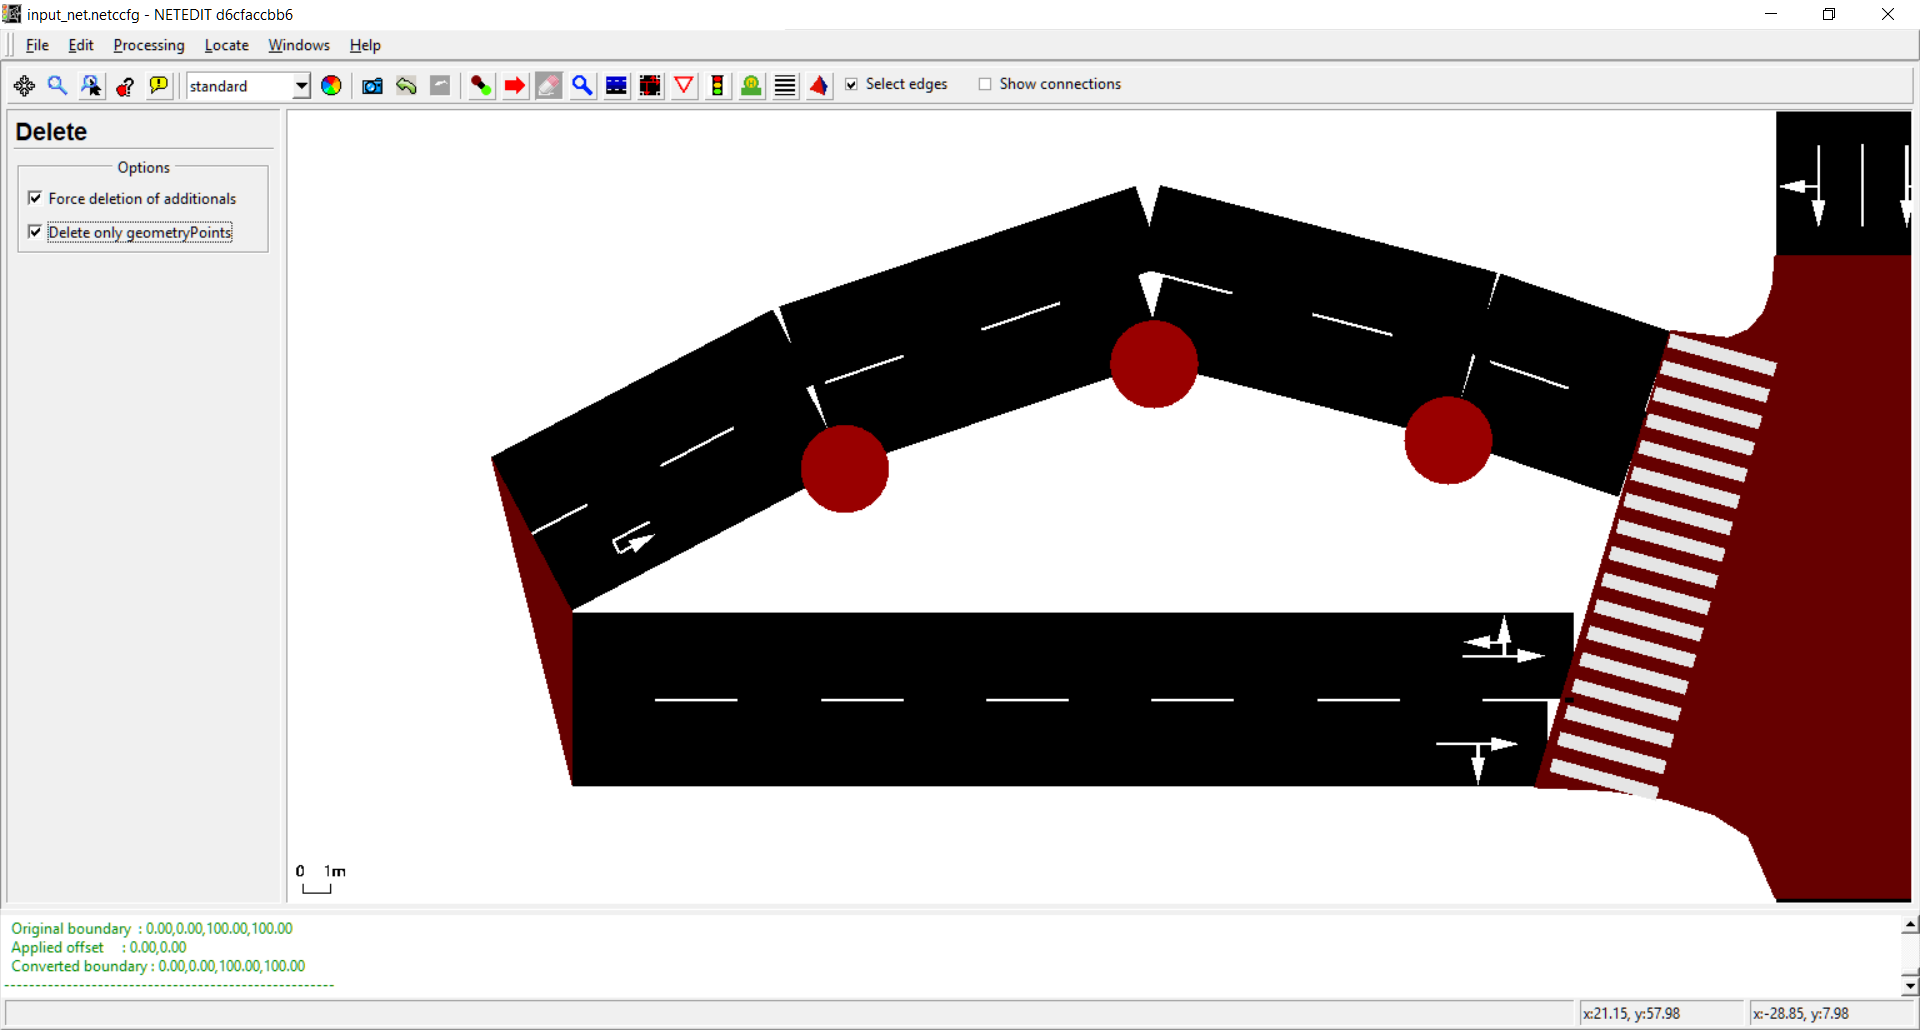 input_net.netccfg - NETEDIT d6cfaccbb6
File Edit Processing Locate Windows Help
standard
Select edges
Show connections
Delete
Options
Force deletion of additionals
Delete only geometryPoints
0 1m
Original boundary : 0.00,0.00,100.00,100.00
Applied offset : 0.00,0.00
Converted boundary : 0.00,0.00,100.00,100.00
--------------------------------------------------
x:21.15, y:57.98
x:-28.85, y:7.98